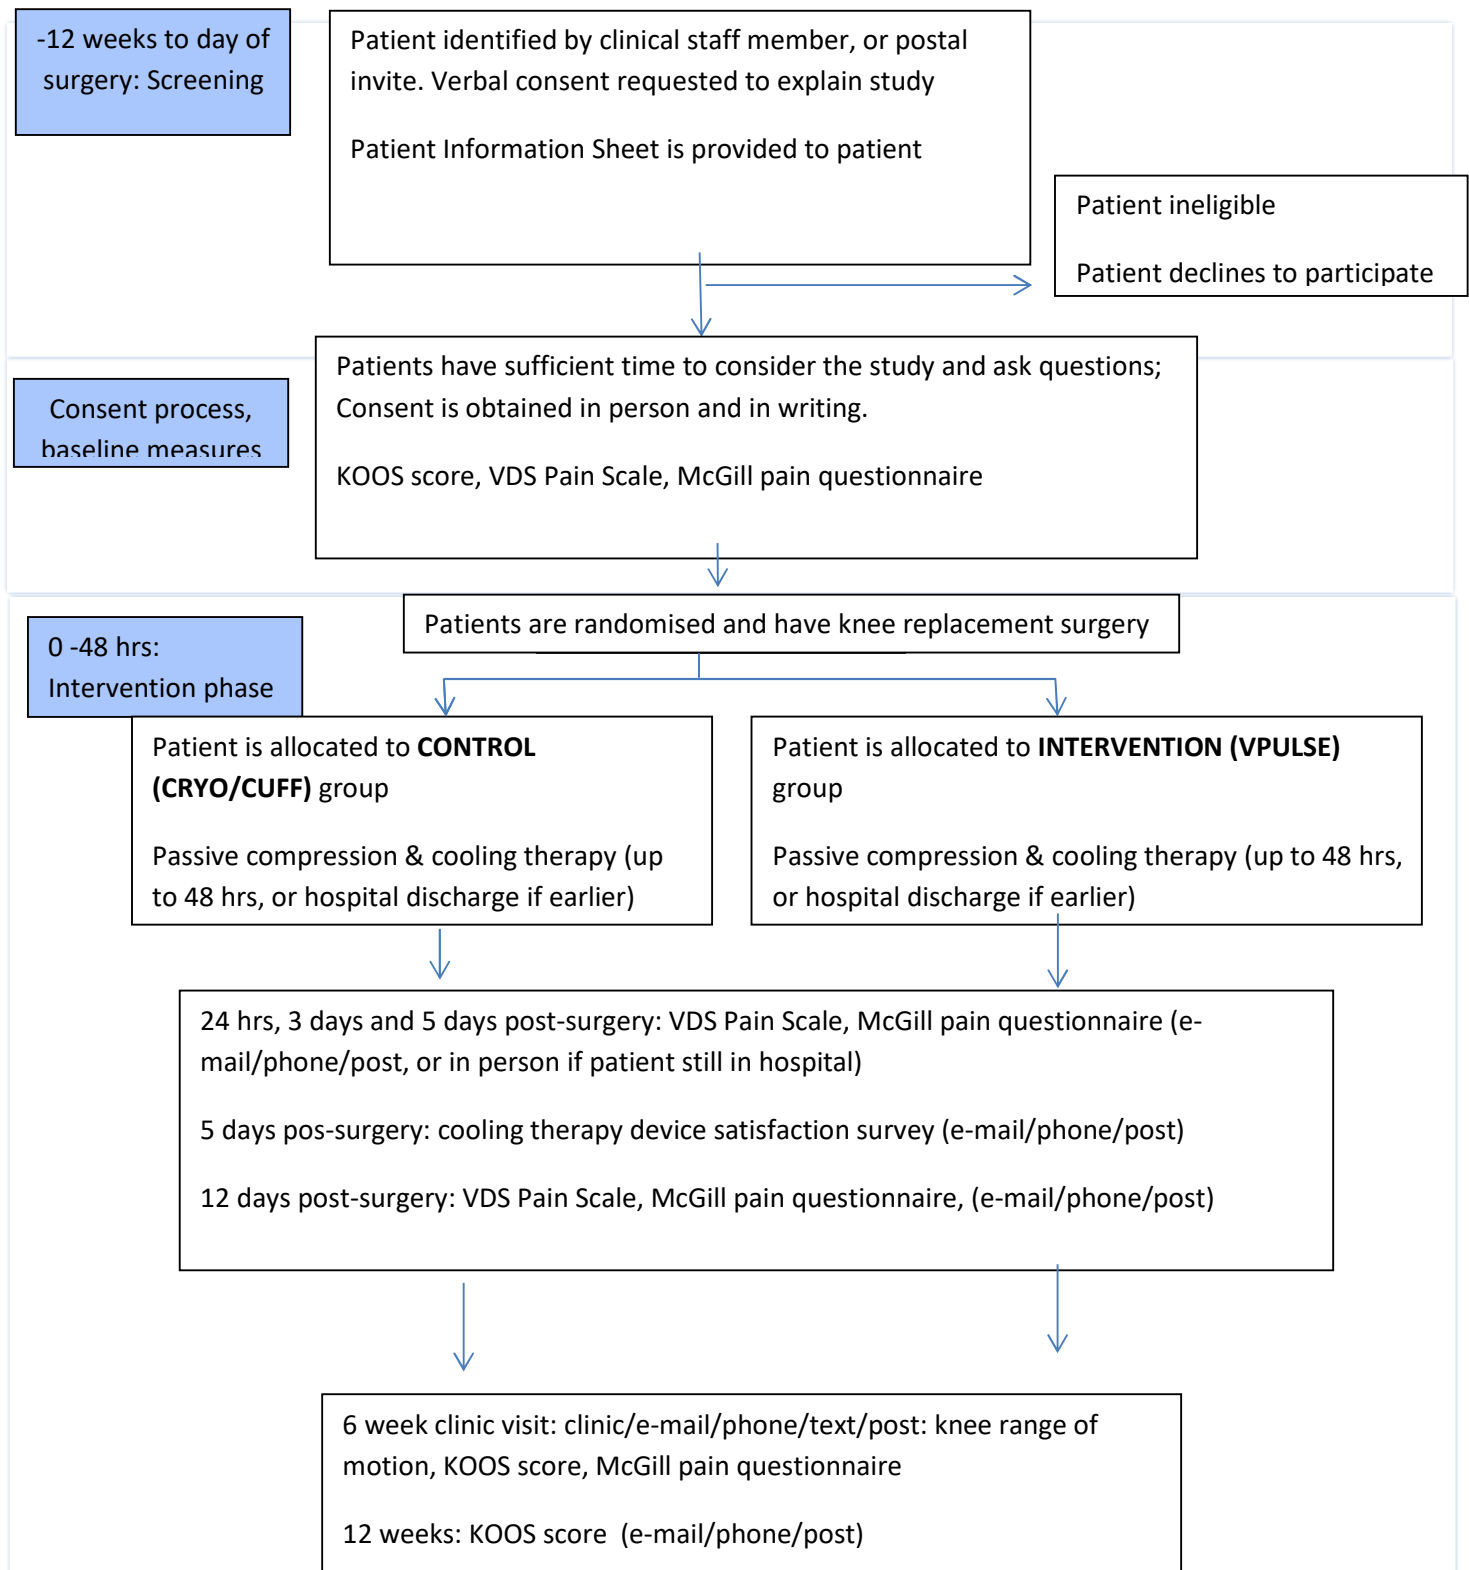 -12 weeks to day of
surgery: Screening
Patient identified by clinical staff member, or postal
invite. Verbal consent requested to explain study
Patient Information Sheet is provided to patient
Patient ineligible
Patient declines to participate
Consent process,
baseline measures
Patients have sufficient time to consider the study and ask questions;
Consent is obtained in person and in writing.
KOOS score, VDS Pain Scale, McGill pain questionnaire
0 -48 hrs:
Intervention phase
Patients are randomised and have knee replacement surgery
Patient is allocated to CONTROL
(CRYO/CUFF) group
Passive compression & cooling therapy (up
to 48 hrs, or hospital discharge if earlier)
Patient is allocated to INTERVENTION (VPULSE)
group
Passive compression & cooling therapy (up to 48 hrs,
or hospital discharge if earlier)
24 hrs, 3 days and 5 days post-surgery: VDS Pain Scale, McGill pain questionnaire (e-
mail/phone/post, or in person if patient still in hospital)
5 days pos-surgery: cooling therapy device satisfaction survey (e-mail/phone/post)
12 days post-surgery: VDS Pain Scale, McGill pain questionnaire, (e-mail/phone/post)
6 week clinic visit: clinic/e-mail/phone/text/post: knee range of
motion, KOOS score, McGill pain questionnaire
12 weeks: KOOS score (e-mail/phone/post)